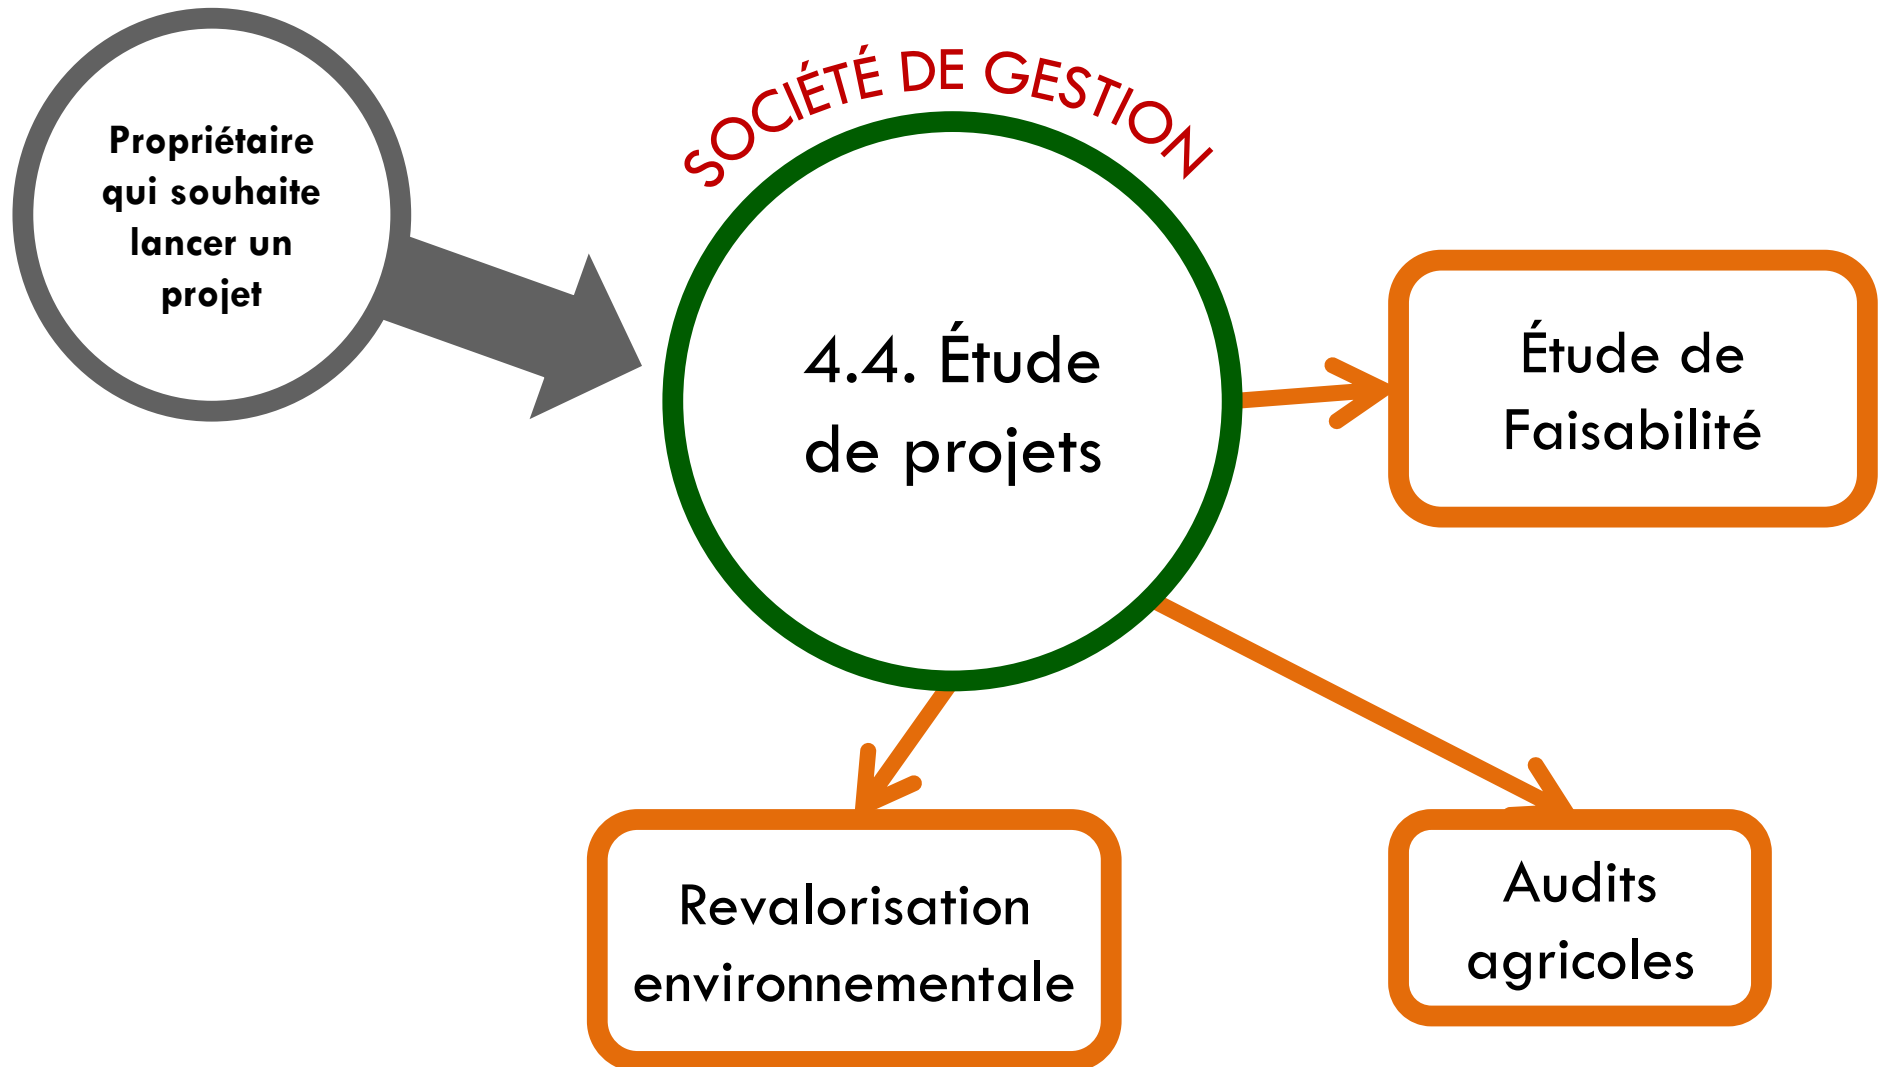 Propriétaire
qui souhaite
lancer un
projet
SOCIÉTÉ DE GESTION
4.4. Étude
de projets
Étude de
Faisabilité
Revalorisation
environnementale
Audits
agricoles